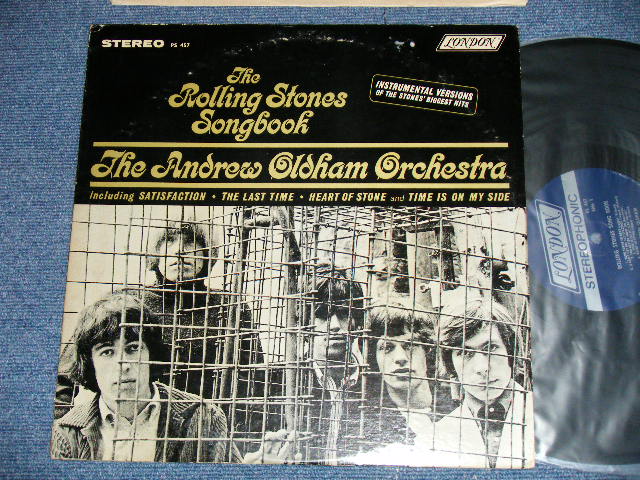 STEREO PS 457
LONDON
The
Rolling Stones
Songbook
INSTRUMENTAL VERSIONS
OF THE STONES' BIGGEST HITS
The Andrew Oldham Orchestra
including SATISFACTION • THE LAST TIME • HEART OF STONE and TIME IS ON MY SIDE
LONDON
STEREOPHONIC